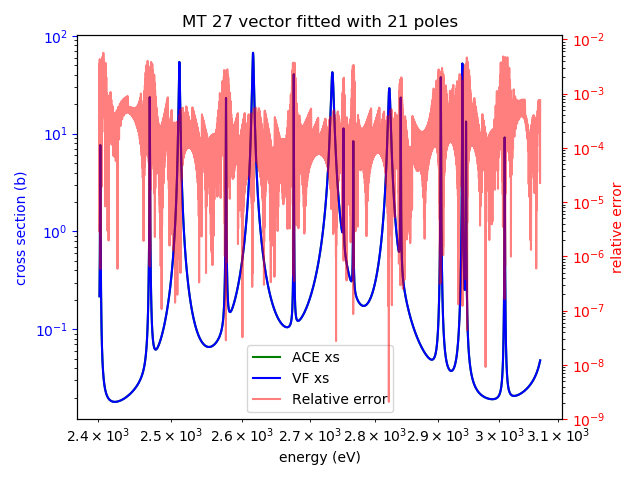 MT 27 vector fitted with 21 poles
10²
10¹
10⁰
10⁻¹
cross section (b)
10⁻²
10⁻³
10⁻⁴
10⁻⁵
10⁻⁶
10⁻⁷
10⁻⁸
10⁻⁹
relative error
ACE xs
VF xs
Relative error
2.4 × 10³ 2.5 × 10³ 2.6 × 10³ 2.7 × 10³ 2.8 × 10³ 2.9 × 10³ 3 × 10³ 3.1 × 10³
energy (eV)